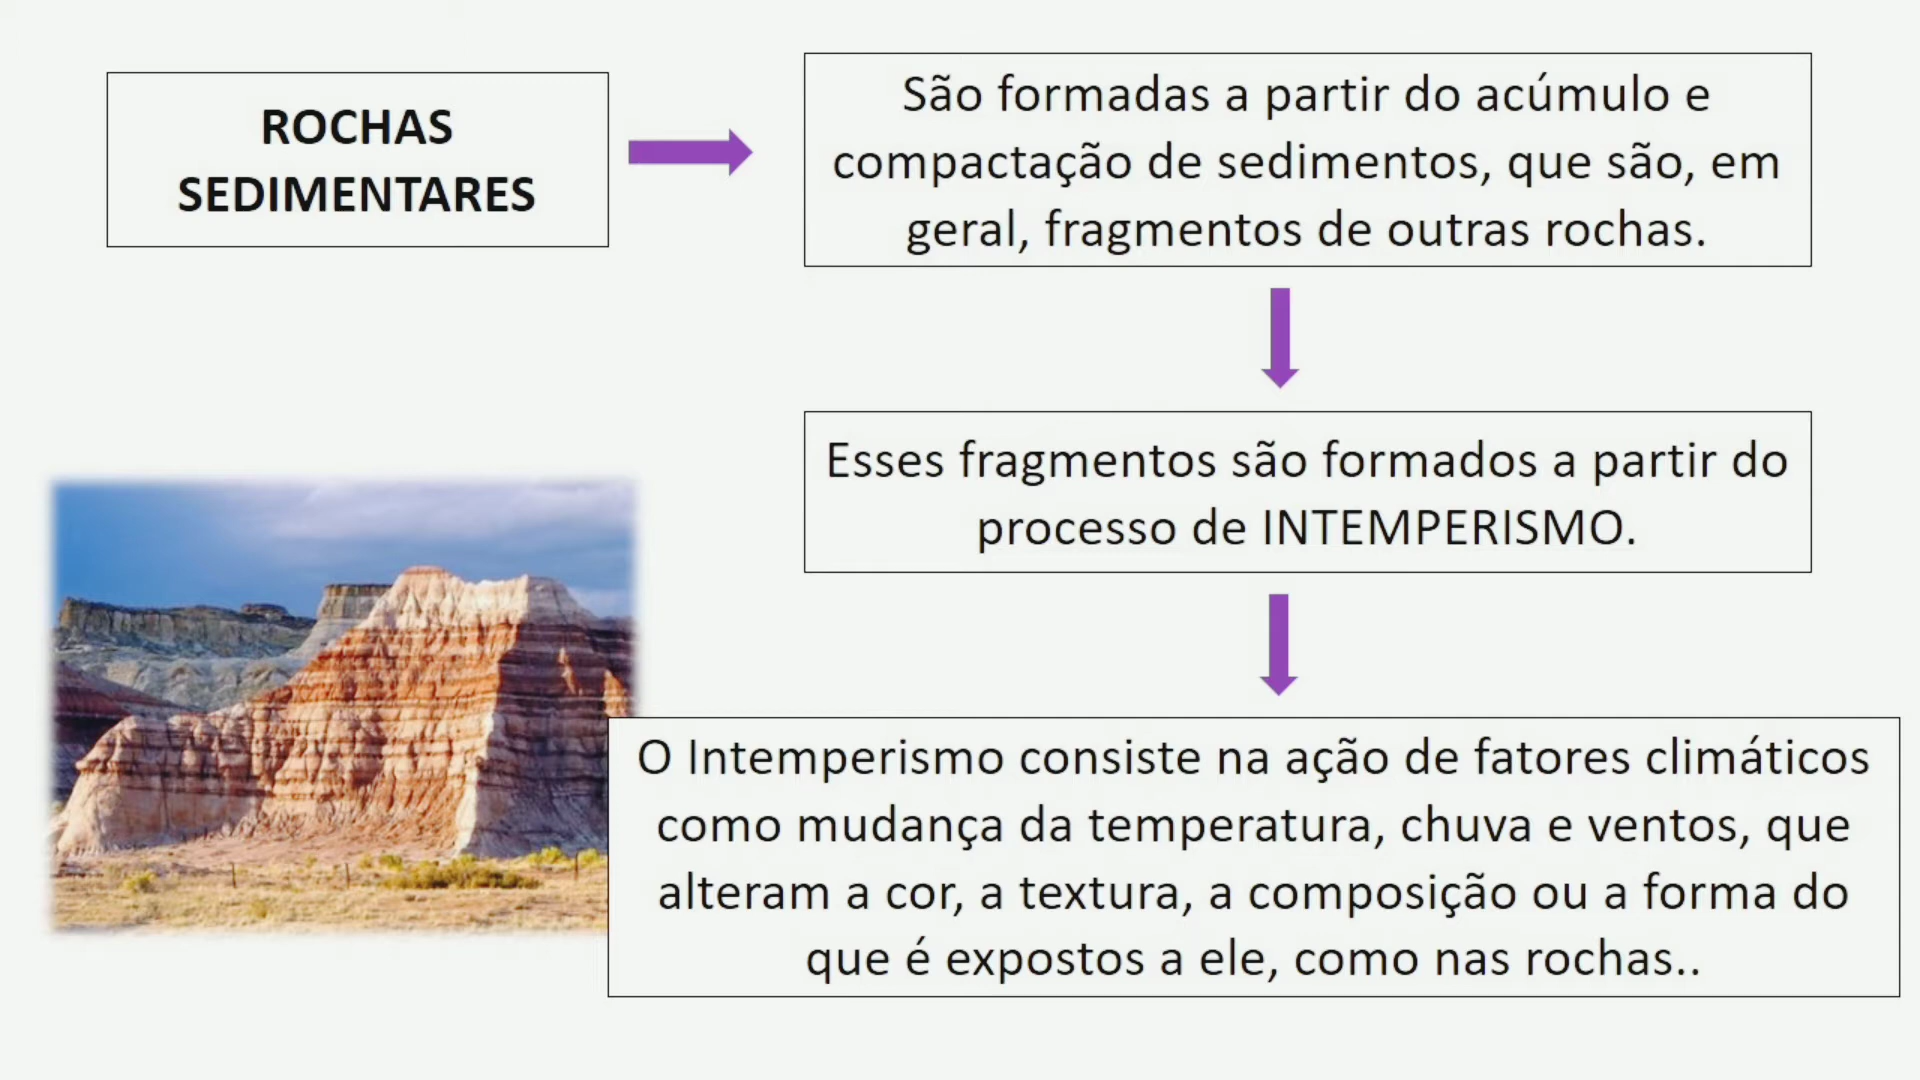 ROCHAS
SEDIMENTARES
São formadas a partir do acúmulo e
compactação de sedimentos, que são, em
geral, fragmentos de outras rochas.
Esses fragmentos são formados a partir do
processo de INTEMPERISMO.
O Intemperismo consiste na ação de fatores climáticos
como mudança da temperatura, chuva e ventos, que
alteram a cor, a textura, a composição ou a forma do
que é expostos a ele, como nas rochas..